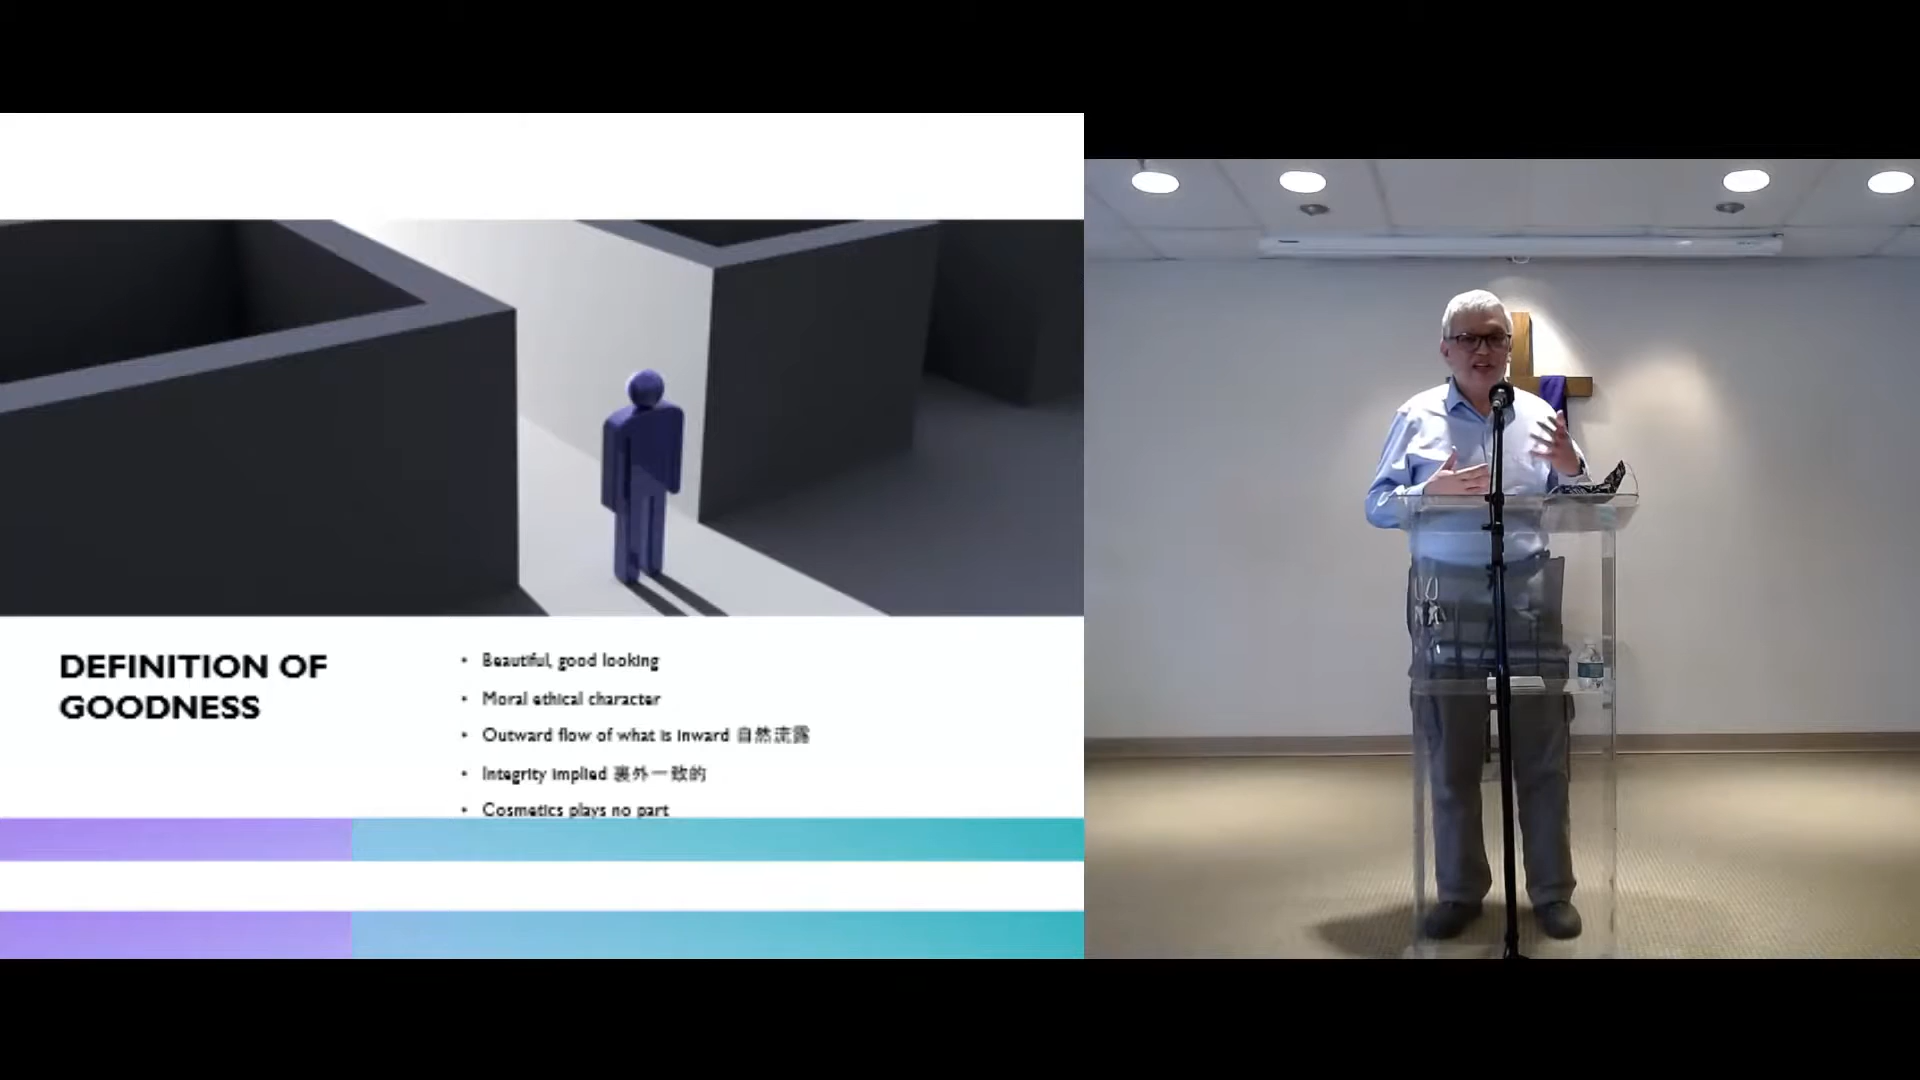 DEFINITION OF
GOODNESS
• Beautiful, good looking
• Moral ethical character
• Outward flow of what is inward 自然流露
• Integrity implied 裏外一致的
• Cosmetics plays no part